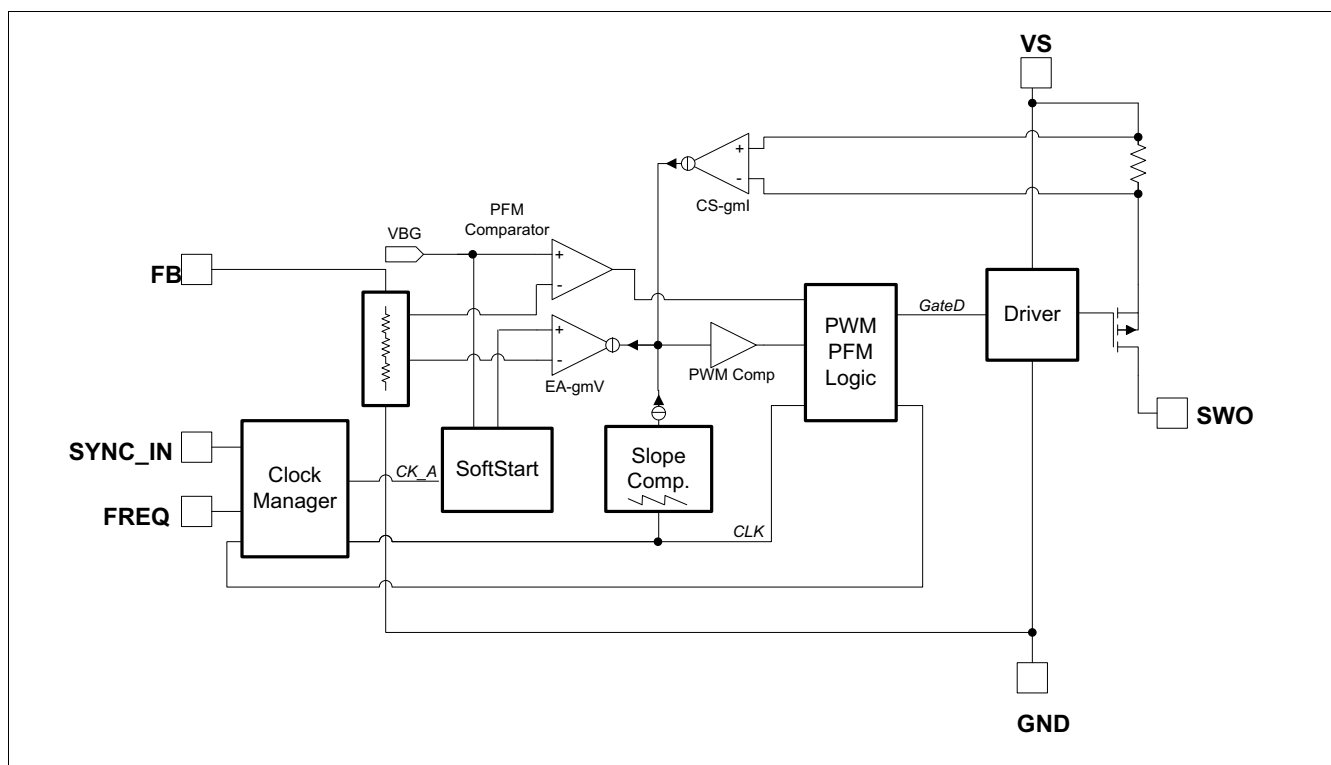 VS
+
-
CS-gmI
PFM
Comparator
VBG
FB
+
-
GateD
Driver
PWM
PFM
Logic
+
-
EA-gmV
PWM Comp
SWO
SYNC_IN
Clock
Manager
CK_A
SoftStart
Slope
Comp.
FREQ
CLK
GND